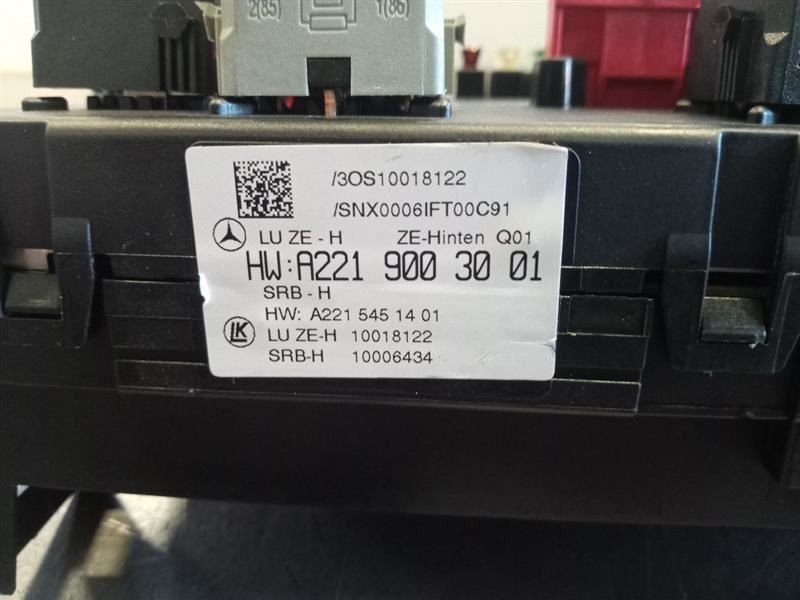 2(85) 1(86)
/3OS10018122
/SNX0006IFT00C91
LU ZE-H ZE-Hinten Q01
HW:A221 900 30 01
SRB-H
HW: A221 545 14 01
LK LU ZE-H 10018122
SRB-H 10006434